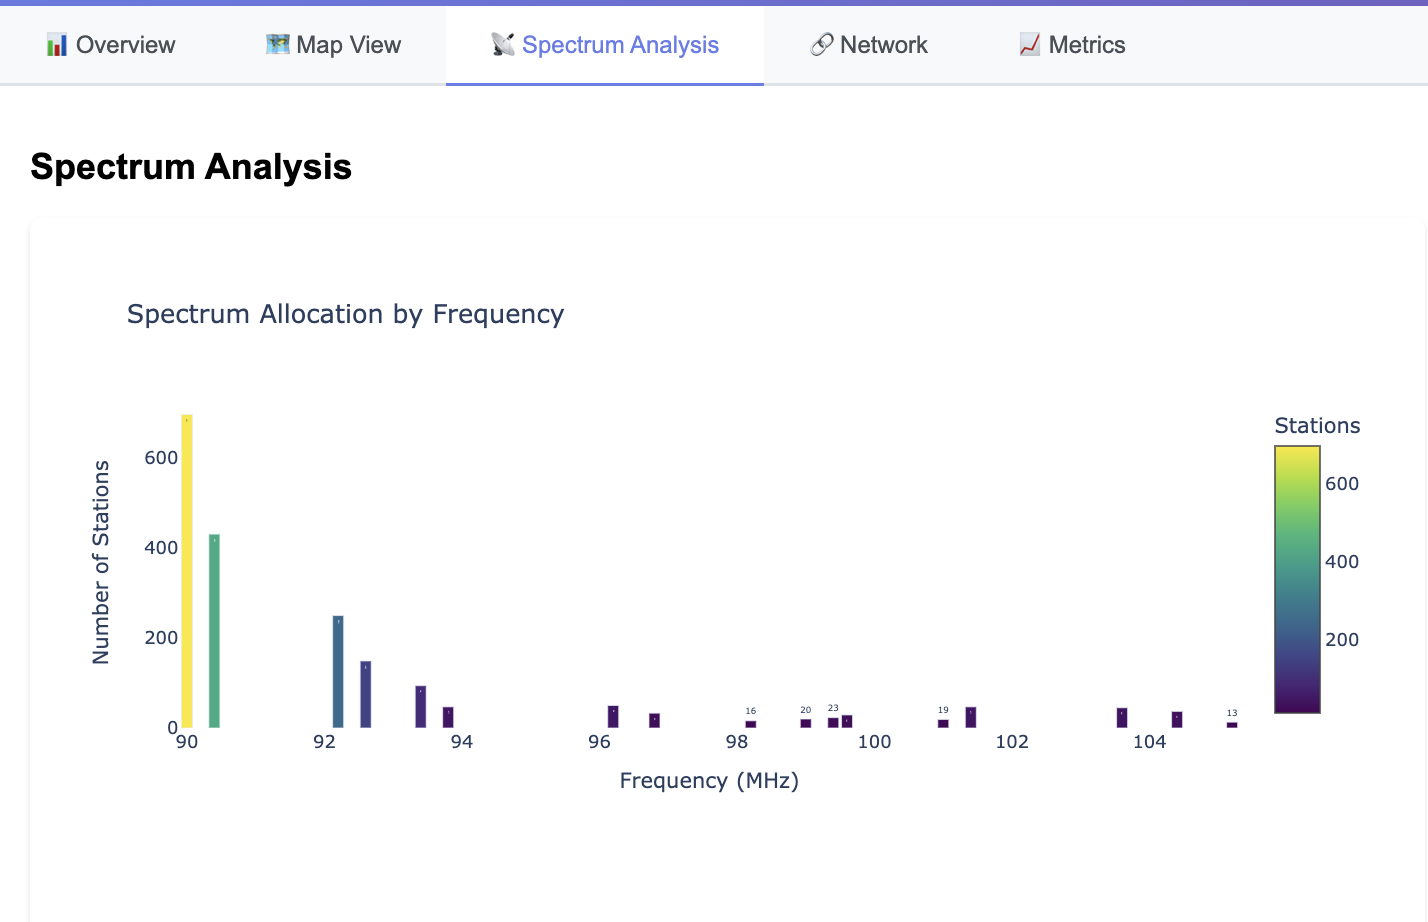 Overview
Map View
Spectrum Analysis
Network
Metrics
Spectrum Analysis
Spectrum Allocation by Frequency
Number of Stations
600
400
200
0
16
20
23
19
13
90
92
94
96
98
100
102
104
Frequency (MHz)
Stations
600
400
200